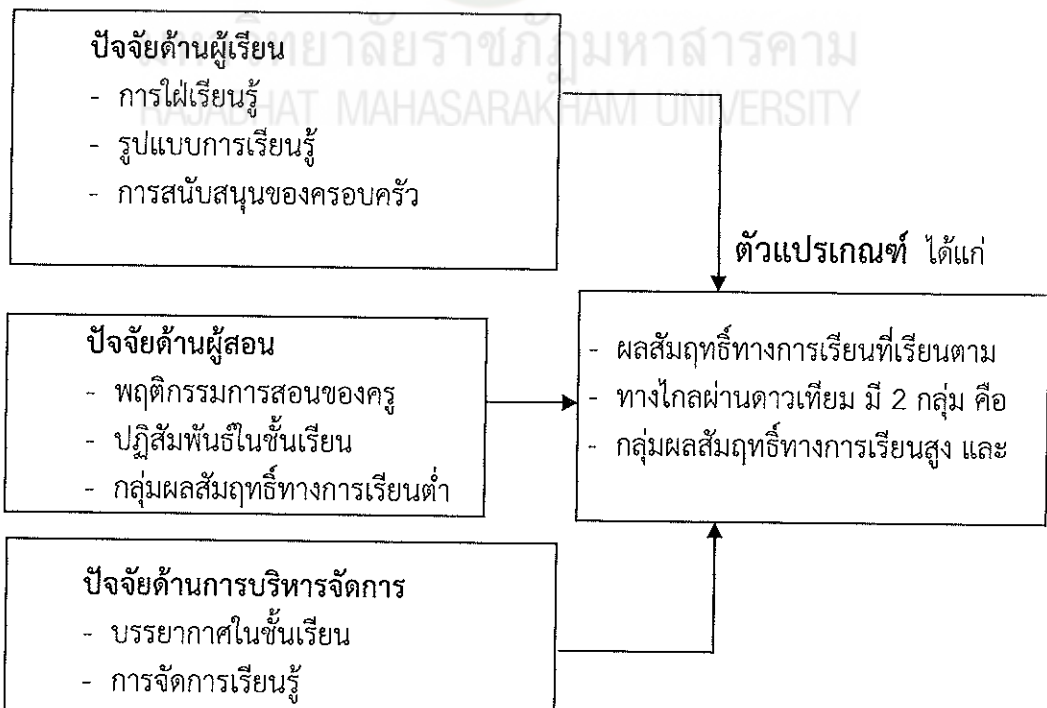 มหาวิทยาลัยราชภัฏมหาสารคาม
RAJABHAT MAHASARAKHAM UNIVERSITY
ปัจจัยด้านผู้เรียน
- การใฝ่เรียนรู้
- รูปแบบการเรียนรู้
- การสนับสนุนของครอบครัว
ตัวแปรเกณฑ์ ได้แก่
ปัจจัยด้านผู้สอน
- พฤติกรรมการสอนของครู
- ปฏิสัมพันธ์ในชั้นเรียน
- กลุ่มผลสัมฤทธิ์ทางการเรียนต่ำ
- ผลสัมฤทธิ์ทางการเรียนที่เรียนตาม
- ทางไกลผ่านดาวเทียม มี 2 กลุ่ม คือ
- กลุ่มผลสัมฤทธิ์ทางการเรียนสูง และ
ปัจจัยด้านการบริหารจัดการ
- บรรยากาศในชั้นเรียน
- การจัดการเรียนรู้